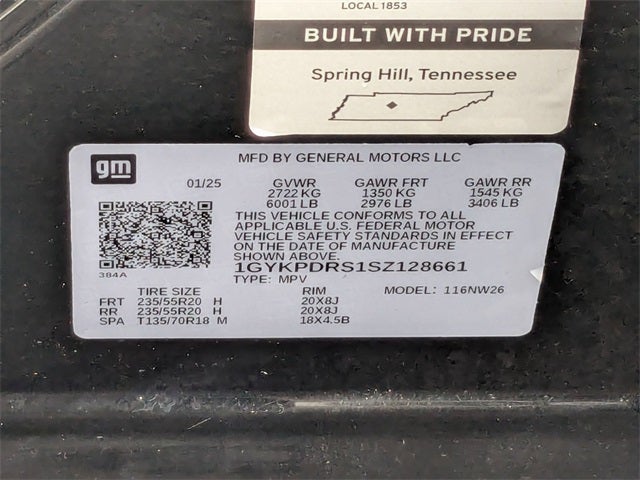 LOCAL 1853
BUILT WITH PRIDE
Spring Hill, Tennessee
gm
MFD BY GENERAL MOTORS LLC
01/25 GVWR GAWR FRT GAWR RR
2722 KG 1350 KG 1545 KG
6001 LB 2976 LB 3406 LB
THIS VEHICLE CONFORMS TO ALL
APPLICABLE U.S. FEDERAL MOTOR
VEHICLE SAFETY STANDARDS IN EFFECT
ON THE DATE OF MANUFACTURE
SHOWN ABOVE.
384A
1GYKPDRS1SZ128661
TYPE: MPV MODEL: 116NW26
TIRE SIZE RIM
FRT 235/55R20 H 20X8J
RR 235/55R20 H 20X8J
SPA T135/70R18 M 18X4.5B